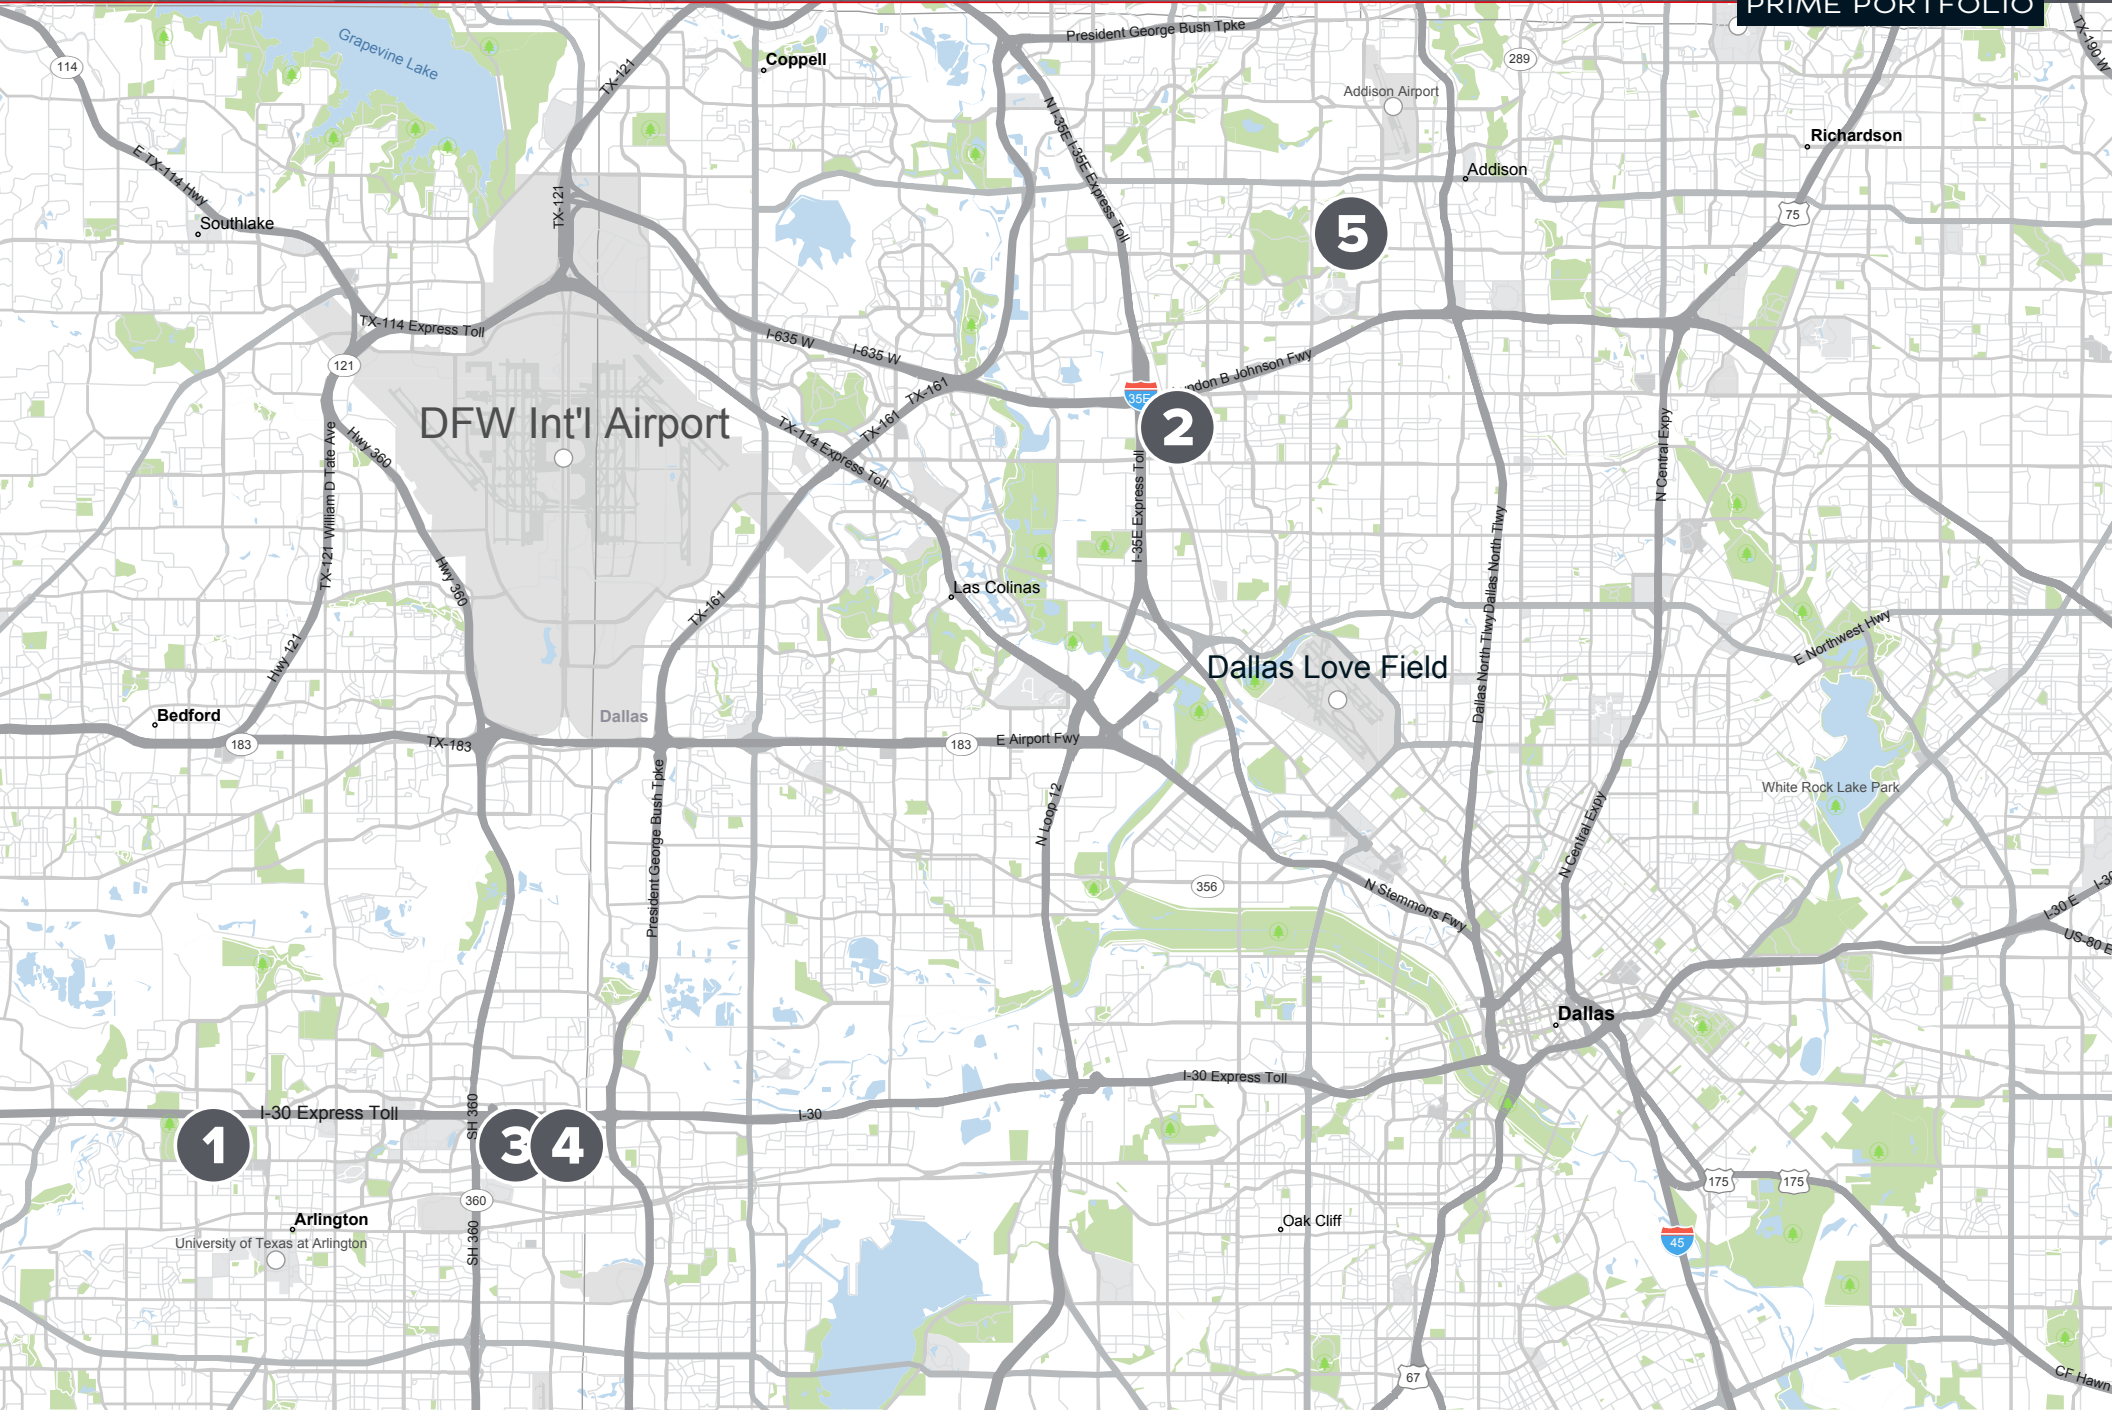 PRIME PORTFOLIO
TX-190 W
President George Bush Tpke
Grapevine Lake
114
Coppell
TX-121
289
Addison Airport
N I-35E I-35E Express Toll
Richardson
E TX-114 Hwy
Addison
TX-121
Southlake
75
5
TX-114 Express Toll
I-635 W
I-635 W
121
TX-161
TX-161
35E
ndon B Johnson Fwy
DFW Int'l Airport
2
TX-114 Express Toll
Hwy 360
N Central Expy
TX-121 William D Tate Ave
I-35E Express Toll
Hwy 360
Las Colinas
Dallas North Tlwy
Dallas North Tlwy
TX-161
E Northwest Hwy
Hwy 121
Dallas Love Field
Bedford
Dallas
183
TX-183
183
E Airport Fwy
President George Bush Tpke
N Loop 12
White Rock Lake Park
N Central Expy
356
N Stemmons Fwy
I-30 E
I-30
US-80 E
Dallas
I-30 Express Toll
I-30 Express Toll
SH 360
I-30
1
3
4
175
175
360
Arlington
Oak Cliff
University of Texas at Arlington
SH 360
45
67
CF Hawn